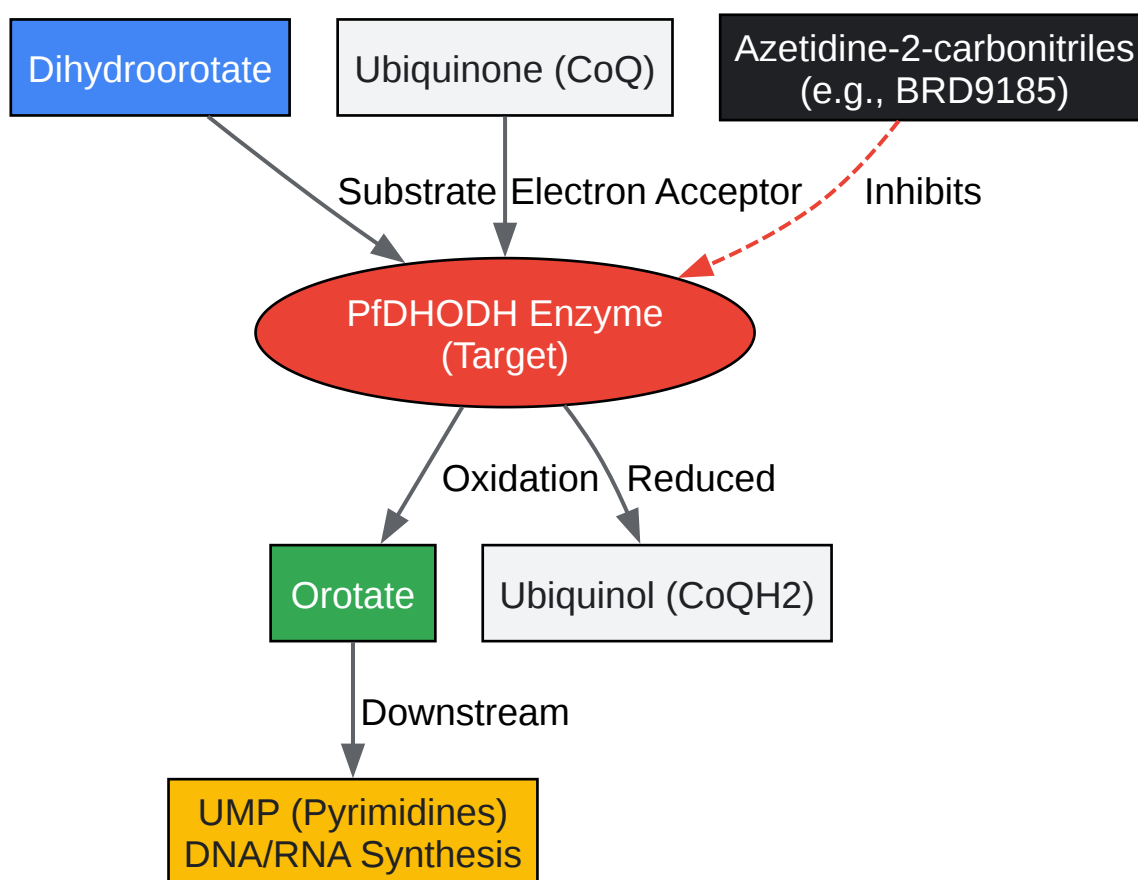 Dihydroorotate
Ubiquinone (CoQ)
Azetidine-2-carbonitriles
(e.g., BRD9185)
Substrate
Electron Acceptor
Inhibits
PfDHODH Enzyme
(Target)
Oxidation
Reduced
Orotate
Ubiquinol (CoQH2)
Downstream
UMP (Pyrimidines)
DNA/RNA Synthesis